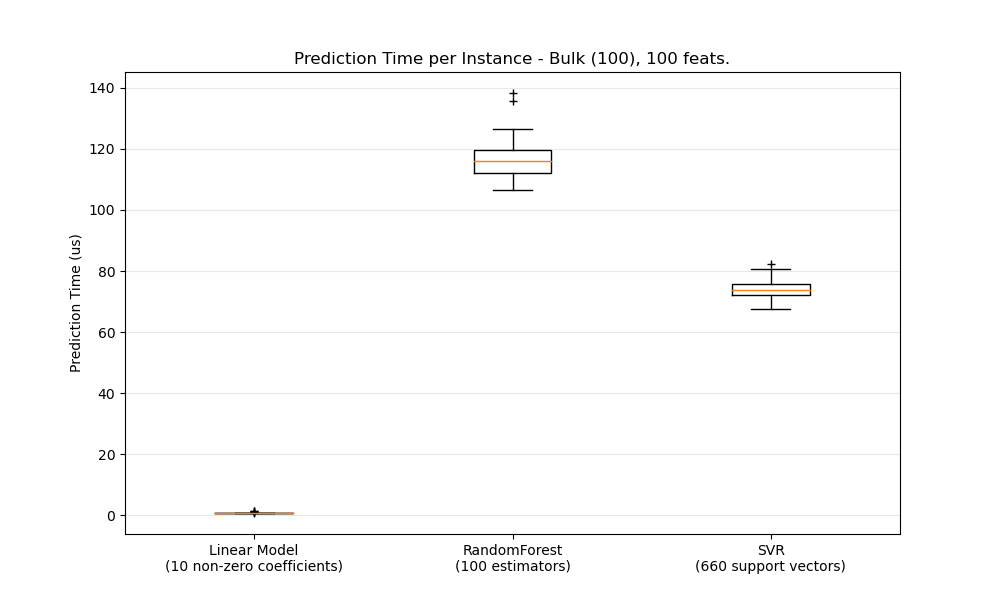 Prediction Time per Instance - Bulk (100), 100 feats.
Prediction Time (us)
140
120
100
80
60
40
20
0
Linear Model
(10 non-zero coefficients)
RandomForest
(100 estimators)
SVR
(660 support vectors)